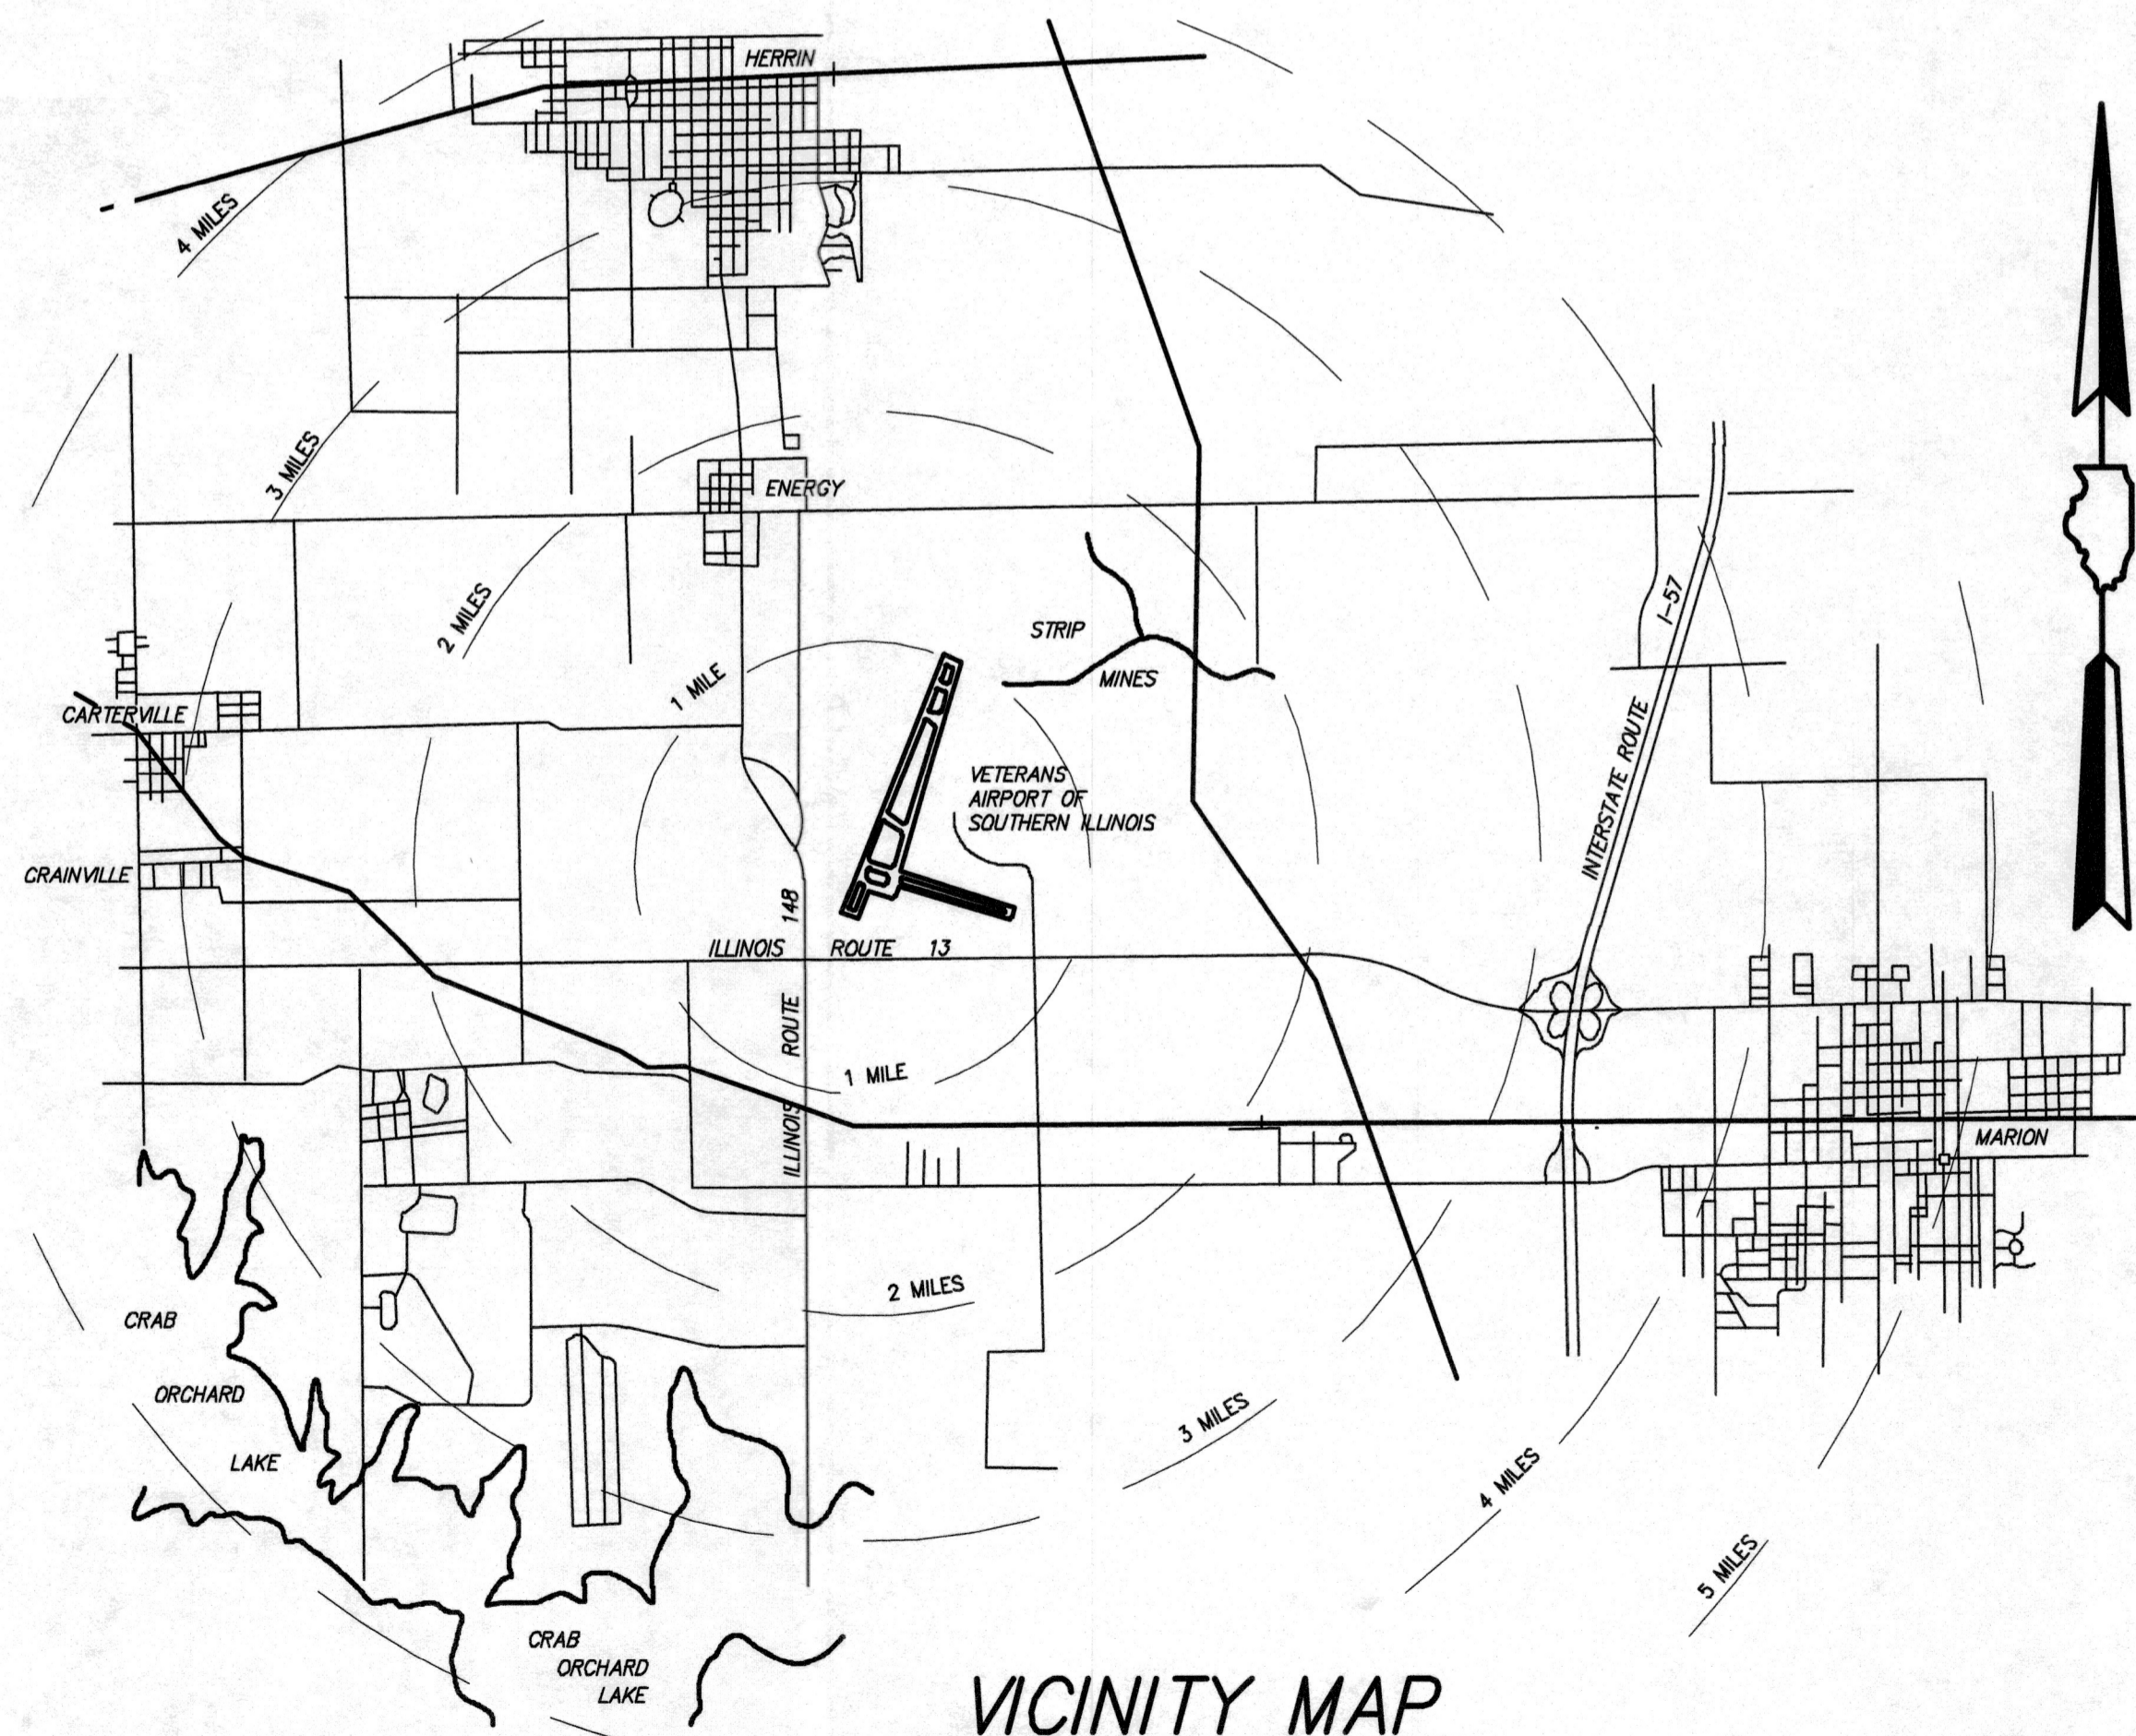 HERRIN
4 MILES
3 MILES
ENERGY
2 MILES
I-57
STRIP
MINES
1 MILE
CARTERVILLE
INTERSTATE ROUTE
VETERANS
AIRPORT OF
SOUTHERN ILLINOIS
CRAINVILLE
148
ILLINOIS ROUTE 13
ROUTE
1 MILE
ILLINOIS
MARION
2 MILES
CRAB
ORCHARD
LAKE
3 MILES
4 MILES
5 MILES
CRAB
ORCHARD
LAKE
VICINITY MAP